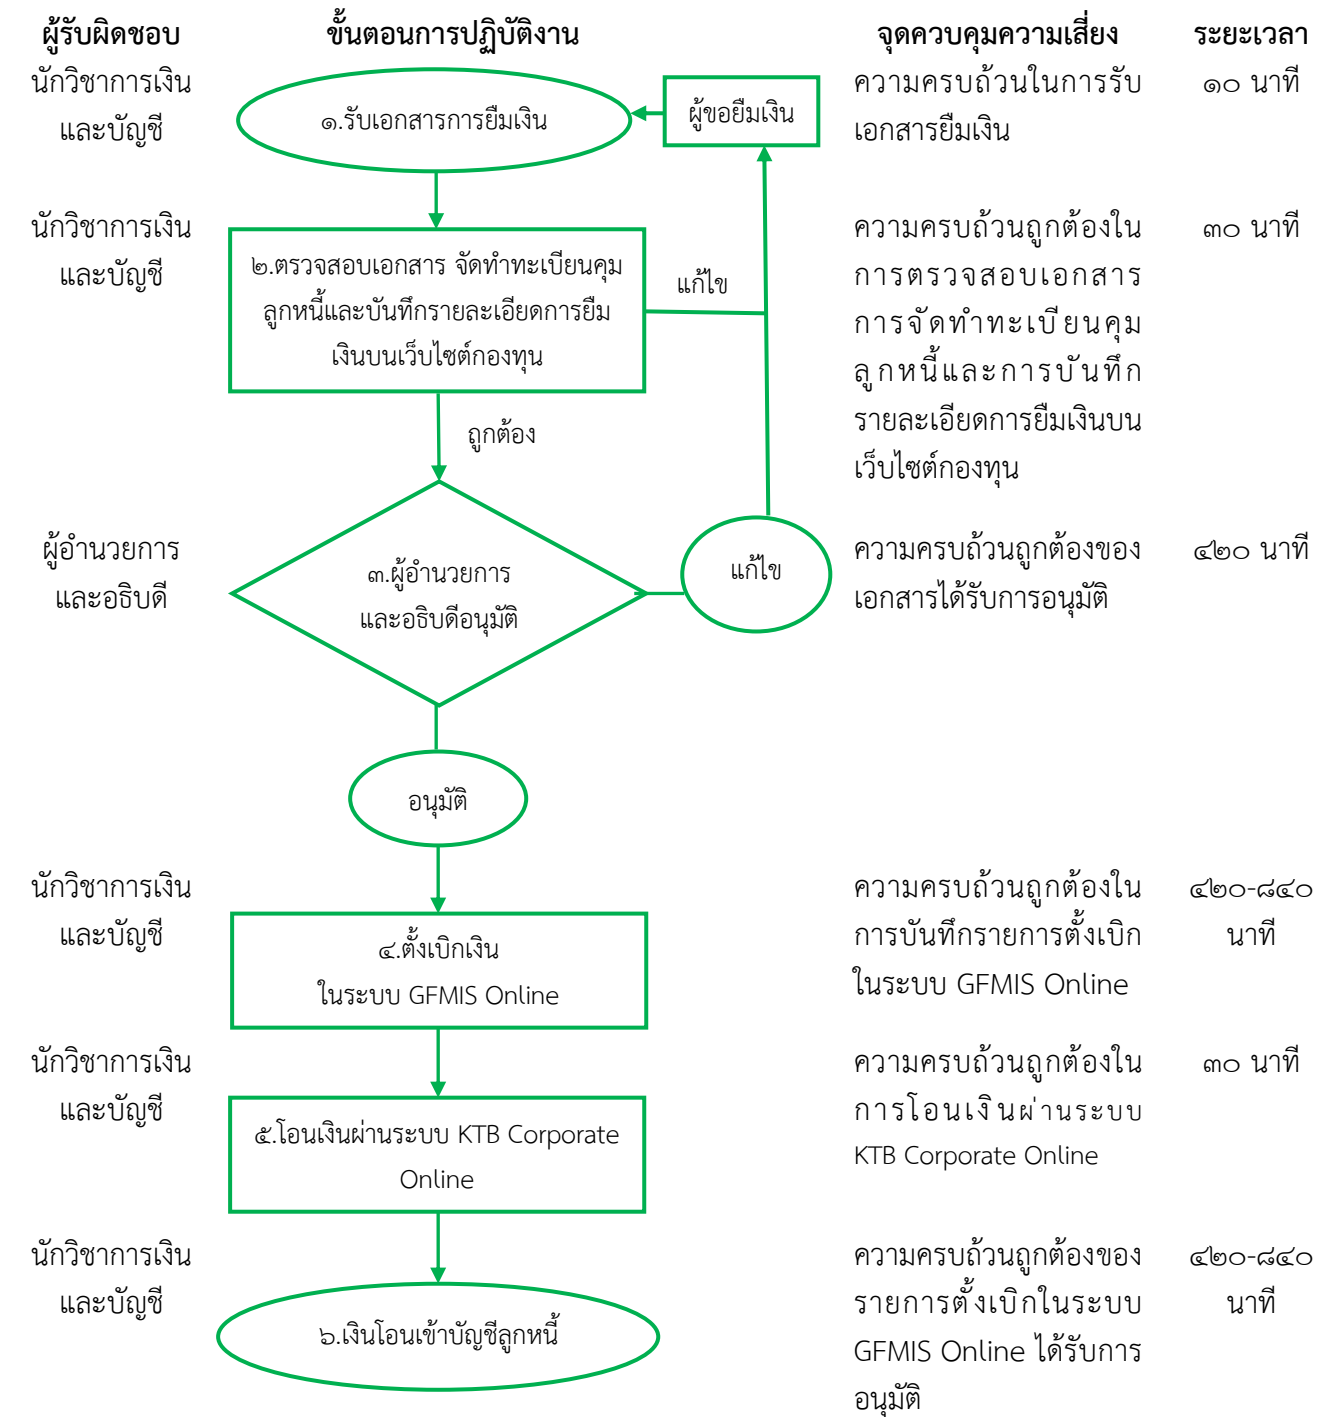 ผู้รับผิดชอบ ขั้นตอนการปฏิบัติงาน จุดควบคุมความเสี่ยง ระยะเวลา
นักวิชาการเงิน
และบัญชี
๑.รับเอกสารการยืมเงิน
ผู้ขอยืมเงิน
ความครบถ้วนในการรับ
เอกสารยืมเงิน
๑๐ นาที
นักวิชาการเงิน
และบัญชี
๒.ตรวจสอบเอกสาร จัดทำทะเบียนคุม
ลูกหนี้และบันทึกรายละเอียดการยืม
เงินบนเว็บไซต์กองทุน
แก้ไข
ถูกต้อง
ความครบถ้วนถูกต้องใน
การตรวจสอบเอกสาร
การจัดทำทะเบียนคุม
ลูกหนี้และการบันทึก
รายละเอียดการยืมเงินบน
เว็บไซต์กองทุน
๓๐ นาที
ผู้อำนวยการ
และอธิบดี
๓.ผู้อำนวยการ
และอธิบดีอนุมัติ
แก้ไข
ความครบถ้วนถูกต้องของ
เอกสารได้รับการอนุมัติ
๔๒๐ นาที
อนุมัติ
นักวิชาการเงิน
และบัญชี
๔.ตั้งเบิกเงิน
ในระบบ GFMIS Online
ความครบถ้วนถูกต้องใน
การบันทึกรายการตั้งเบิก
ในระบบ GFMIS Online
๔๒๐-๘๔๐
นาที
นักวิชาการเงิน
และบัญชี
๕.โอนเงินผ่านระบบ KTB Corporate
Online
ความครบถ้วนถูกต้องใน
การโอนเงินผ่านระบบ
KTB Corporate Online
๓๐ นาที
นักวิชาการเงิน
และบัญชี
๖.เงินโอนเข้าบัญชีลูกหนี้
ความครบถ้วนถูกต้องของ
รายการตั้งเบิกในระบบ
GFMIS Online ได้รับการ
อนุมัติ
๔๒๐-๘๔๐
นาที